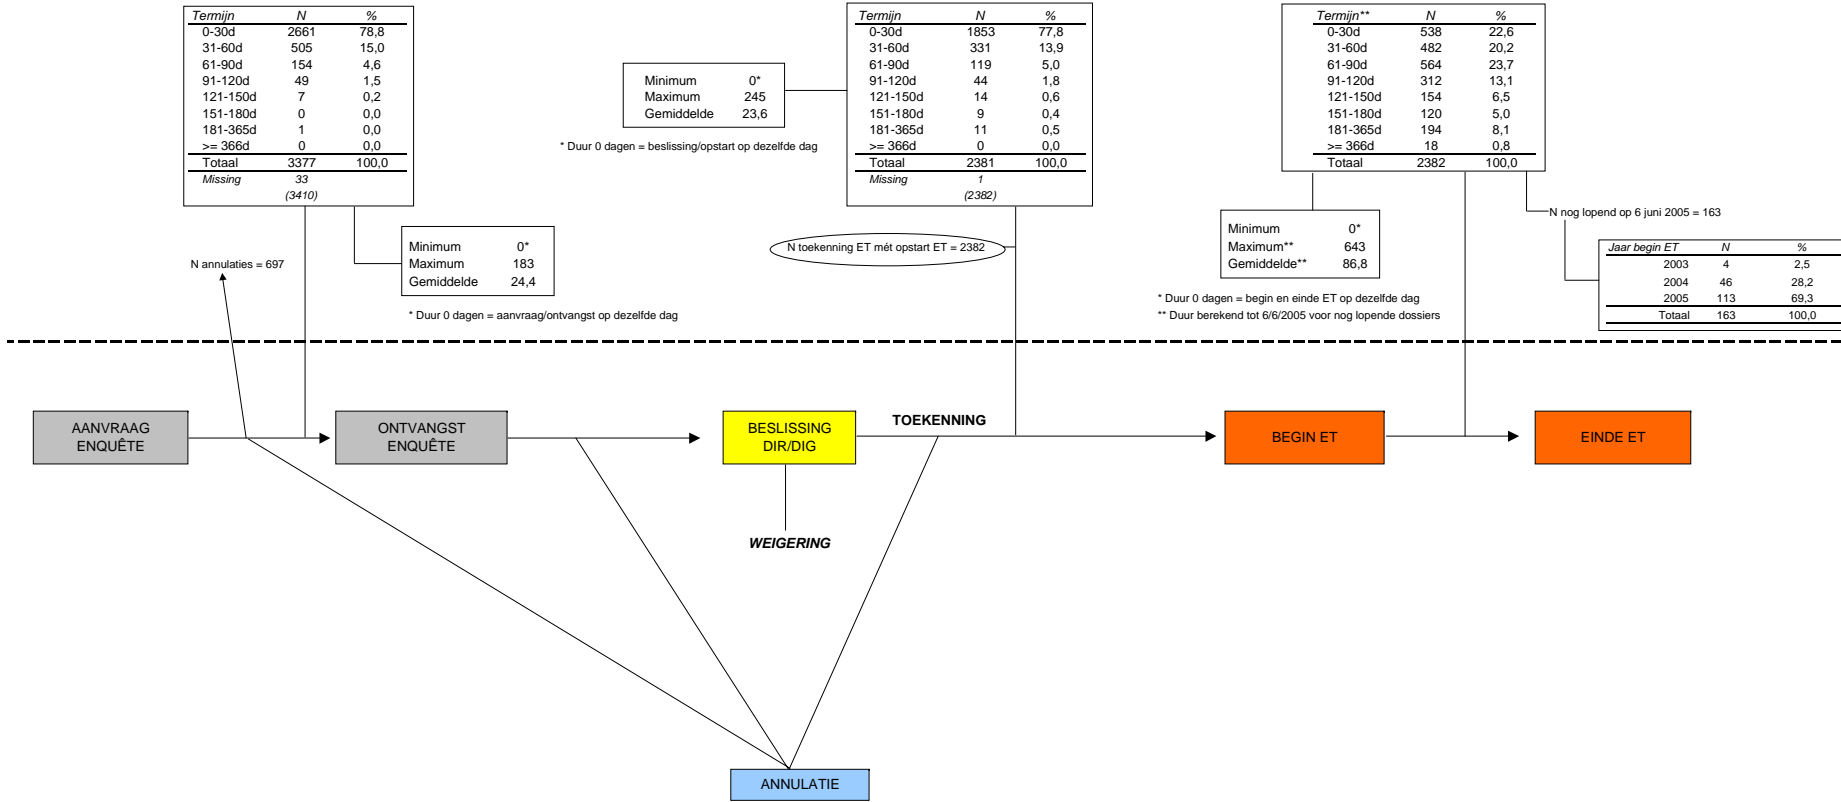 Termijn N %
0-30d 2661 78,8
31-60d 505 15,0
61-90d 154 4,6
91-120d 49 1,5
121-150d 7 0,2
151-180d 0 0,0
181-365d 1 0,0
>= 366d 0 0,0
Totaal 3377 100,0
Missing 33
(3410)
Minimum 0*
Maximum 183
Gemiddelde 24,4
* Duur 0 dagen = aanvraag/ontvangst op dezelfde dag
N annulaties = 697
Minimum 0*
Maximum 245
Gemiddelde 23,6
* Duur 0 dagen = beslissing/opstart op dezelfde dag
Termijn N %
0-30d 1853 77,8
31-60d 331 13,9
61-90d 119 5,0
91-120d 44 1,8
121-150d 14 0,6
151-180d 9 0,4
181-365d 11 0,5
>= 366d 0 0,0
Totaal 2381 100,0
Missing 1
(2382)
N toekenning ET mét opstart ET = 2382
Termijn** N %
0-30d 538 22,6
31-60d 482 20,2
61-90d 564 23,7
91-120d 312 13,1
121-150d 154 6,5
151-180d 120 5,0
181-365d 194 8,1
>= 366d 18 0,8
Totaal 2382 100,0
Minimum 0*
Maximum** 643
Gemiddelde** 86,8
* Duur 0 dagen = begin en einde ET op dezelfde dag
** Duur berekend tot 6/6/2005 voor nog lopende dossiers
N nog lopend op 6 juni 2005 = 163
Jaar begin ET N %
2003 4 2,5
2004 46 28,2
2005 113 69,3
Totaal 163 100,0
AANVRAAG
ENQUÊTE
ONTVANGST
ENQUÊTE
BESLISSING
DIR/DIG
TOEKENNING
BEGIN ET
EINDE ET
WEIGERING
ANNULATIE